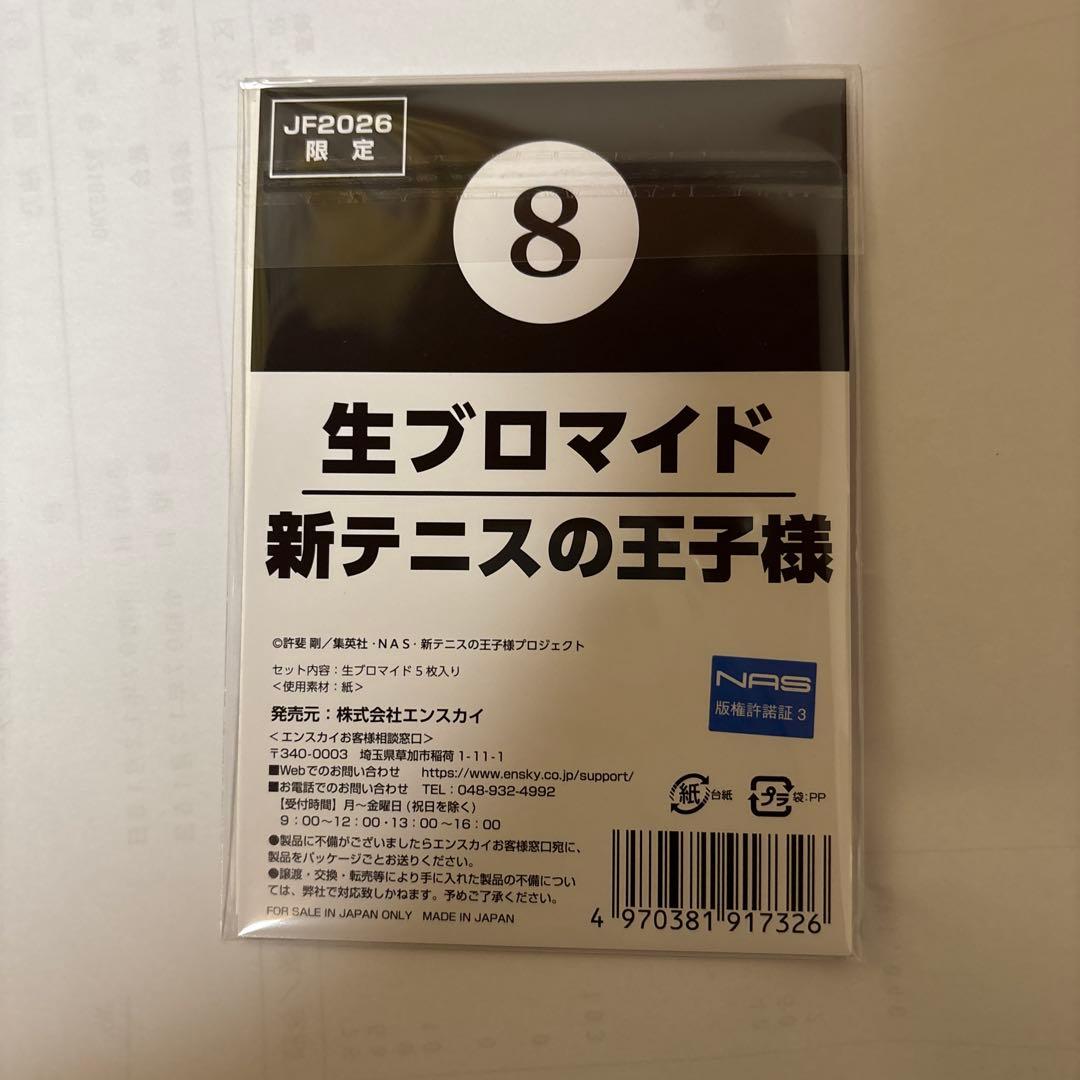 JF2026
限 定
8
生ブロマイド
新テニスの王子様
©許斐 剛／集英社・NAS・新テニスの王子様プロジェクト
セット内容：生ブロマイド5枚入り
＜使用素材：紙＞
発売元：株式会社エンスカイ
＜エンスカイお客様相談窓口＞
〒340-0003 埼玉県草加市稲荷1-11-1
■Webでのお問い合わせ https://www.ensky.co.jp/support/
■お電話でのお問い合わせ TEL：048-932-4992
【受付時間】月～金曜日(祝日を除く)
9：00～12：00・13：00～16：00
●製品に不備がございましたらエンスカイお客様窓口宛に、
製品をパッケージごとお送りください。
●譲渡・交換・転売等により手に入れた製品の不備につい
ては、弊社で対応致しかねます。予めご了承ください。
FOR SALE IN JAPAN ONLY MADE IN JAPAN
NAS
版権許諾証 3
紙 台紙
プラ 袋:PP
4 970381 917326